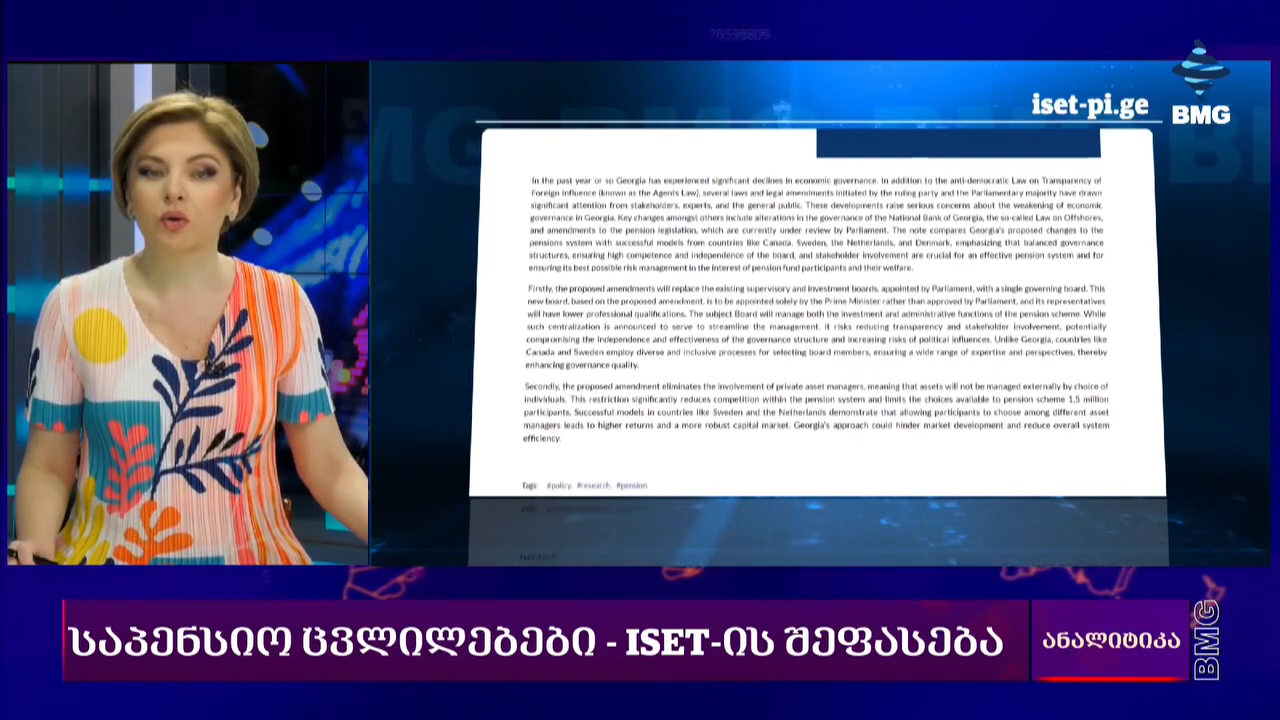 76598809
iset-pi.ge
BMG
In the past year or so Georgia has experienced significant declines in economic governance. In addition to the anti-democratic Law on Transparency of
Foreign Influence (known as the Agents Law), several laws and legal amendments initiated by the ruling party and the Parliamentary majority have drawn
significant attention from stakeholders, experts, and the general public. These developments raise serious concerns about the weakening of economic
governance in Georgia. Key changes amongst others include alterations in the governance of the National Bank of Georgia, the so-called Law on Offshores,
and amendments to the pension legislation, which are currently under review by Parliament. The note compares Georgia's proposed changes to the
pensions system with successful models from countries like Canada, Sweden, the Netherlands, and Denmark, emphasizing that balanced governance
structures, ensuring high competence and independence of the board, and stakeholder involvement are crucial for an effective pension system and for
ensuring its best possible risk management in the interest of pension fund participants and their welfare.
Firstly, the proposed amendments will replace the existing supervisory and investment boards, appointed by Parliament, with a single governing board. This
new board, based on the proposed amendment, is to be appointed solely by the Prime Minister rather than approved by Parliament, and its representatives
will have lower professional qualifications. The subject Board will manage both the investment and administrative functions of the pension scheme. While
such centralization is announced to serve to streamline the management, it risks reducing transparency and stakeholder involvement, potentially
compromising the independence and effectiveness of the governance structure and increasing risks of political influences. Unlike Georgia, countries like
Canada and Sweden employ diverse and inclusive processes for selecting board members, ensuring a wide range of expertise and perspectives, thereby
enhancing governance quality.
Secondly, the proposed amendment eliminates the involvement of private asset managers, meaning that assets will not be managed externally by choice of
individuals. This restriction significantly reduces competition within the pension system and limits the choices available to pension scheme 1,5 million
participants. Successful models in countries like Sweden and the Netherlands demonstrate that allowing participants to choose among different asset
managers leads to higher returns and a more robust capital market. Georgia's approach could hinder market development and reduce overall system
efficiency.
Tags: #policy, #research, #pension
საპენსიო ცვლილებები - ISET-ის შეფასება
ანალიტიკა
BMG